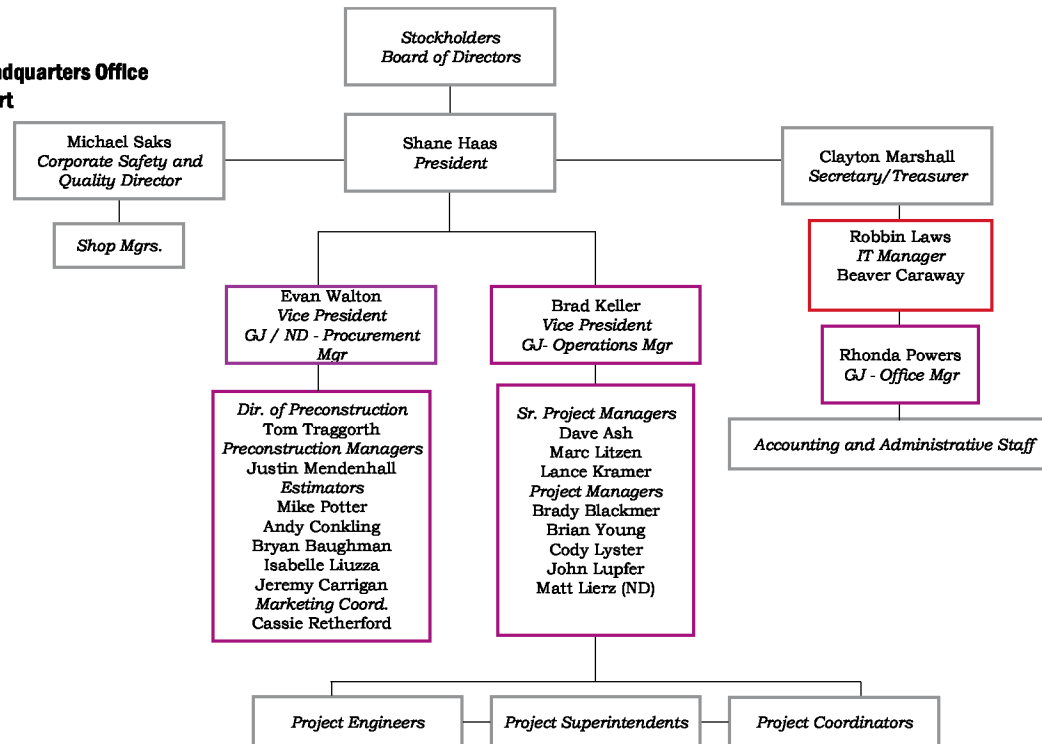 Stockholders
Board of Directors
adquarters Office
rt
Michael Saks
Corporate Safety and
Quality Director
Shane Haas
President
Clayton Marshall
Secretary/Treasurer
Shop Mgrs.
Robbin Laws
IT Manager
Beaver Caraway
Evan Walton
Vice President
GJ / ND - Procurement
Mgr
Brad Keller
Vice President
GJ- Operations Mgr
Rhonda Powers
GJ - Office Mgr
Accounting and Administrative Staff
Dir. of Preconstruction
Tom Traggorth
Preconstruction Managers
Justin Mendenhall
Estimators
Mike Potter
Andy Conkling
Bryan Baughman
Isabelle Liuzza
Jeremy Carrigan
Marketing Coord.
Cassie Retherford
Sr. Project Managers
Dave Ash
Marc Litzen
Lance Kramer
Project Managers
Brady Blackmer
Brian Young
Cody Lyster
John Lupfer
Matt Lierz (ND)
Project Engineers
Project Superintendents
Project Coordinators